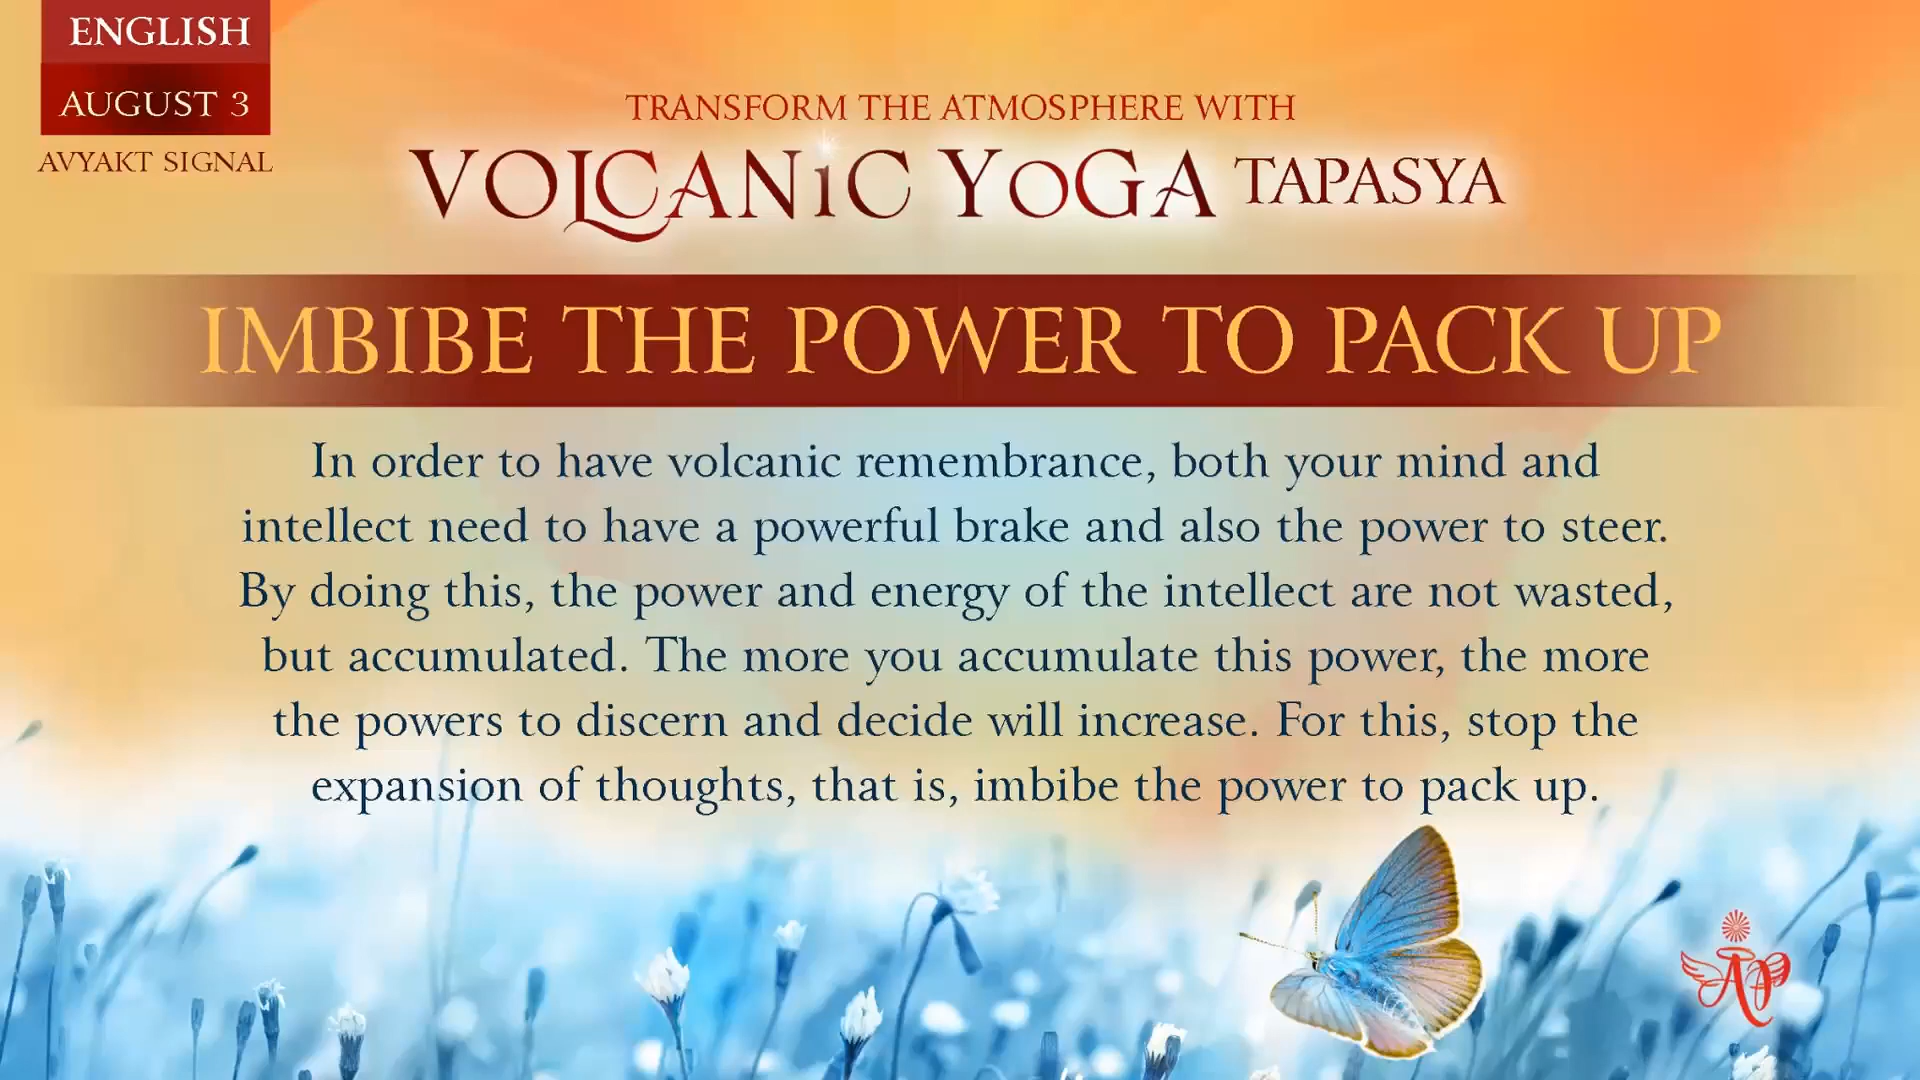 ENGLISH
AUGUST 3
AVYAKT SIGNAL
TRANSFORM THE ATMOSPHERE WITH
VOLCANiC YOGA TAPASYA
IMBIBE THE POWER TO PACK UP
In order to have volcanic remembrance, both your mind and
intellect need to have a powerful brake and also the power to steer.
By doing this, the power and energy of the intellect are not wasted,
but accumulated. The more you accumulate this power, the more
the powers to discern and decide will increase. For this, stop the
expansion of thoughts, that is, imbibe the power to pack up.
AP